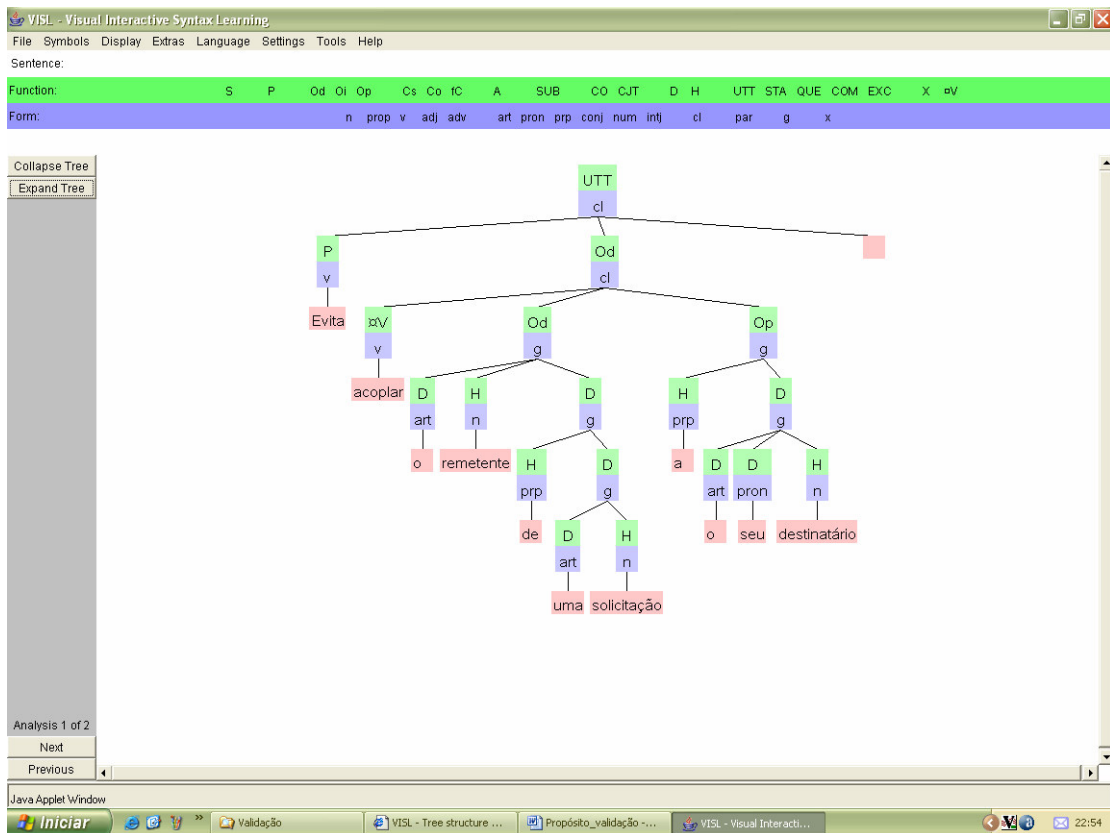 VISL - Visual Interactive Syntax Learning
File Symbols Display Extras Language Settings Tools Help
Sentence:
Function: S P Od Oi Op Cs Co fC A SUB CO CJT D H UTT STA QUE COM EXC X ¤V
Form: n prop v adj adv art pron prp conj num intj cl par g x
Collapse Tree
Expand Tree
UTT
cl
P Od
v cl
Evita ¤V Od Op
v g g
acoplar D H D H D
art n g prp g
o remetente H D a D D H
prp g art pron n
de D H o seu destinatário
art n
uma solicitação
Analysis 1 of 2
Next
Previous
Java Applet Window
Iniciar » Validação VISL - Tree structure ... Propósito_validação -... VISL - Visual Interacti... 22:54